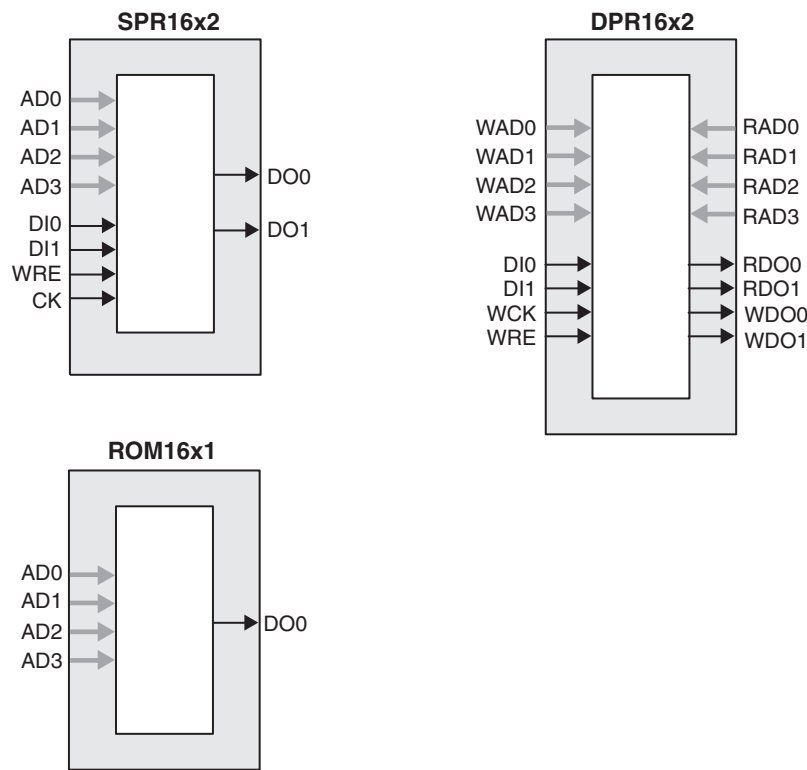 SPR16x2
AD0
AD1
AD2
AD3
DI0
DI1
WRE
CK
DO0
DO1
DPR16x2
WAD0
WAD1
WAD2
WAD3
DI0
DI1
WCK
WRE
RAD0
RAD1
RAD2
RAD3
RDO0
RDO1
WDO0
WDO1
ROM16x1
AD0
AD1
AD2
AD3
DO0